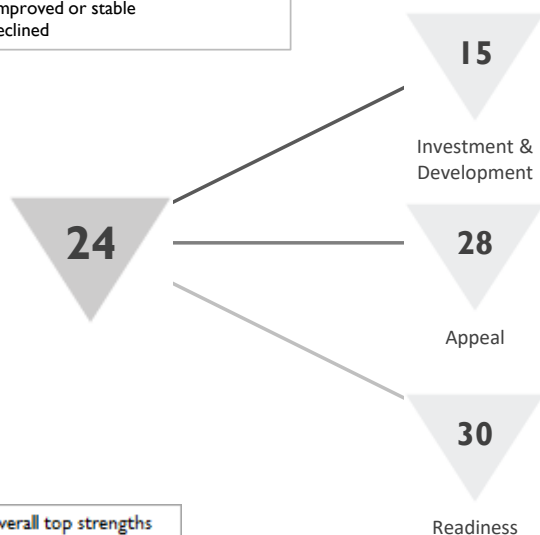 mproved or stable
eclined
15
Investment &
Development
24
28
Appeal
30
Readiness
verall top strengths